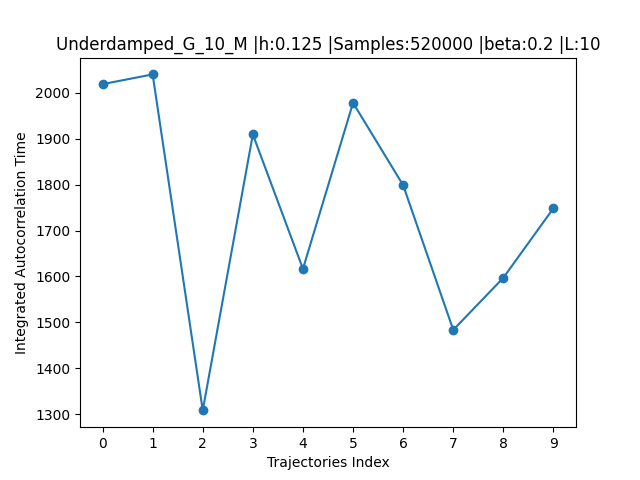 Underdamped_G_10_M |h:0.125 |Samples:520000 |beta:0.2 |L:10
Integrated Autocorrelation Time
2000
1900
1800
1700
1600
1500
1400
1300
0 1 2 3 4 5 6 7 8 9
Trajectories Index